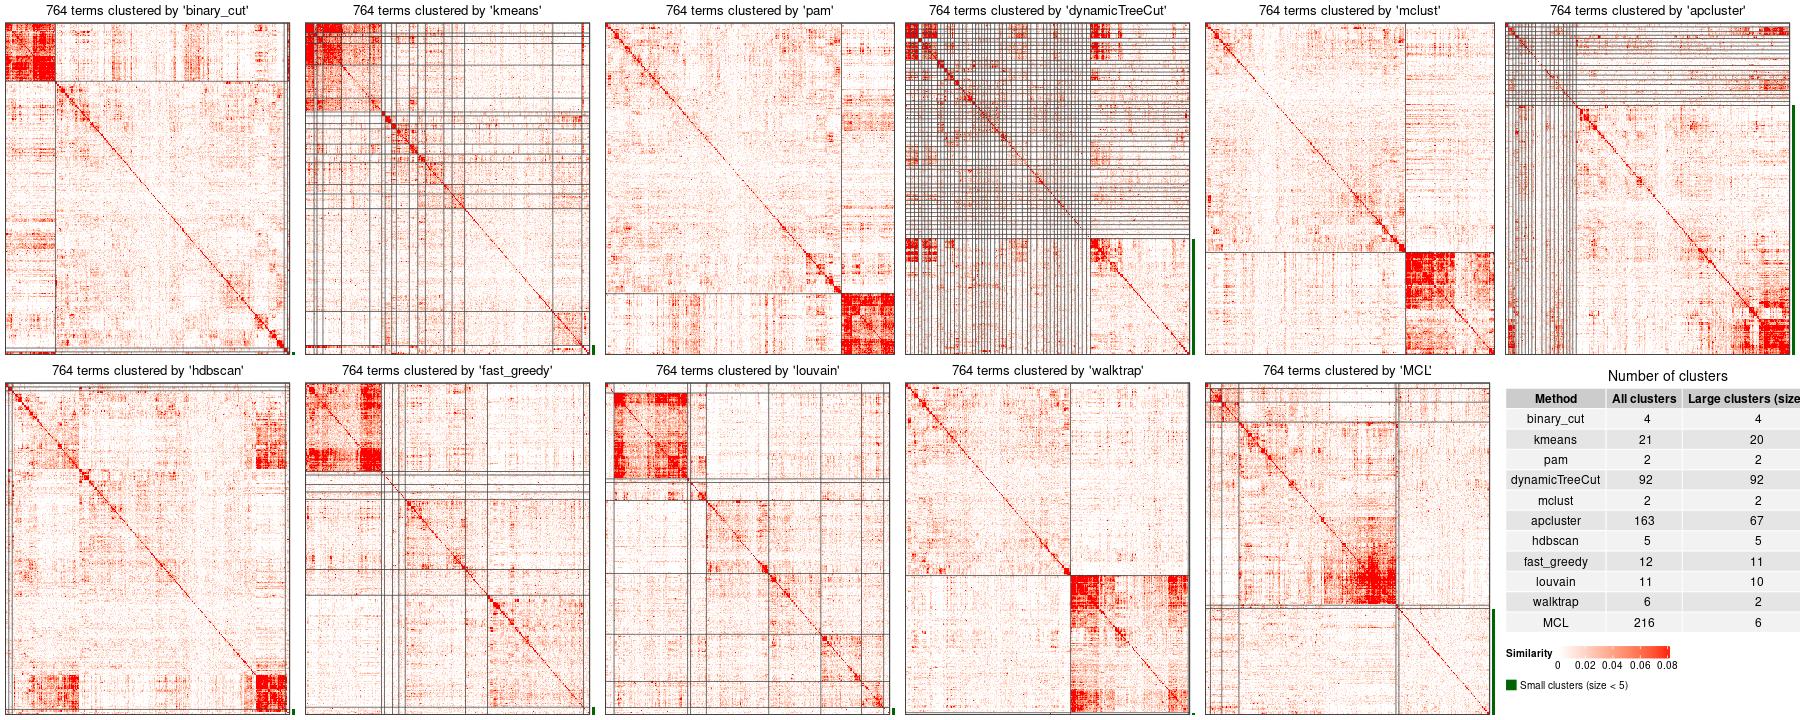 764 terms clustered by 'binary_cut'
764 terms clustered by 'kmeans'
764 terms clustered by 'pam'
764 terms clustered by 'dynamicTreeCut'
764 terms clustered by 'mclust'
764 terms clustered by 'apcluster'
764 terms clustered by 'hdbscan'
764 terms clustered by 'fast_greedy'
764 terms clustered by 'louvain'
764 terms clustered by 'walktrap'
764 terms clustered by 'MCL'
Number of clusters
Method All clusters Large clusters (size
binary_cut 4 4
kmeans 21 20
pam 2 2
dynamicTreeCut 92 92
mclust 2 2
apcluster 163 67
hdbscan 5 5
fast_greedy 12 11
louvain 11 10
walktrap 6 2
MCL 216 6
Similarity
0 0.02 0.04 0.06 0.08
Small clusters (size < 5)